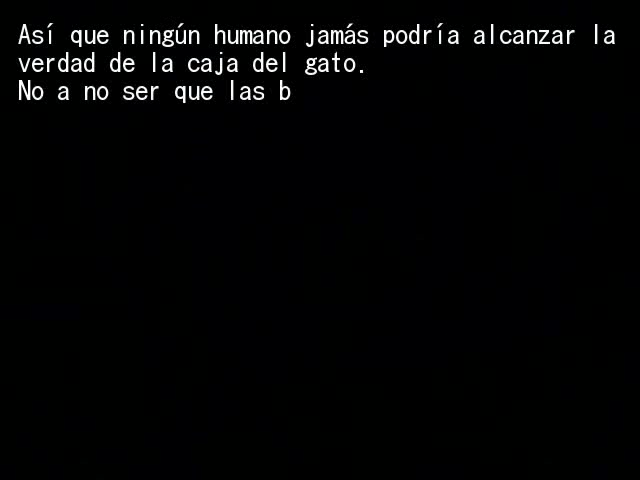 Así que ningún humano jamás podría alcanzar la
verdad de la caja del gato.
No a no ser que las b